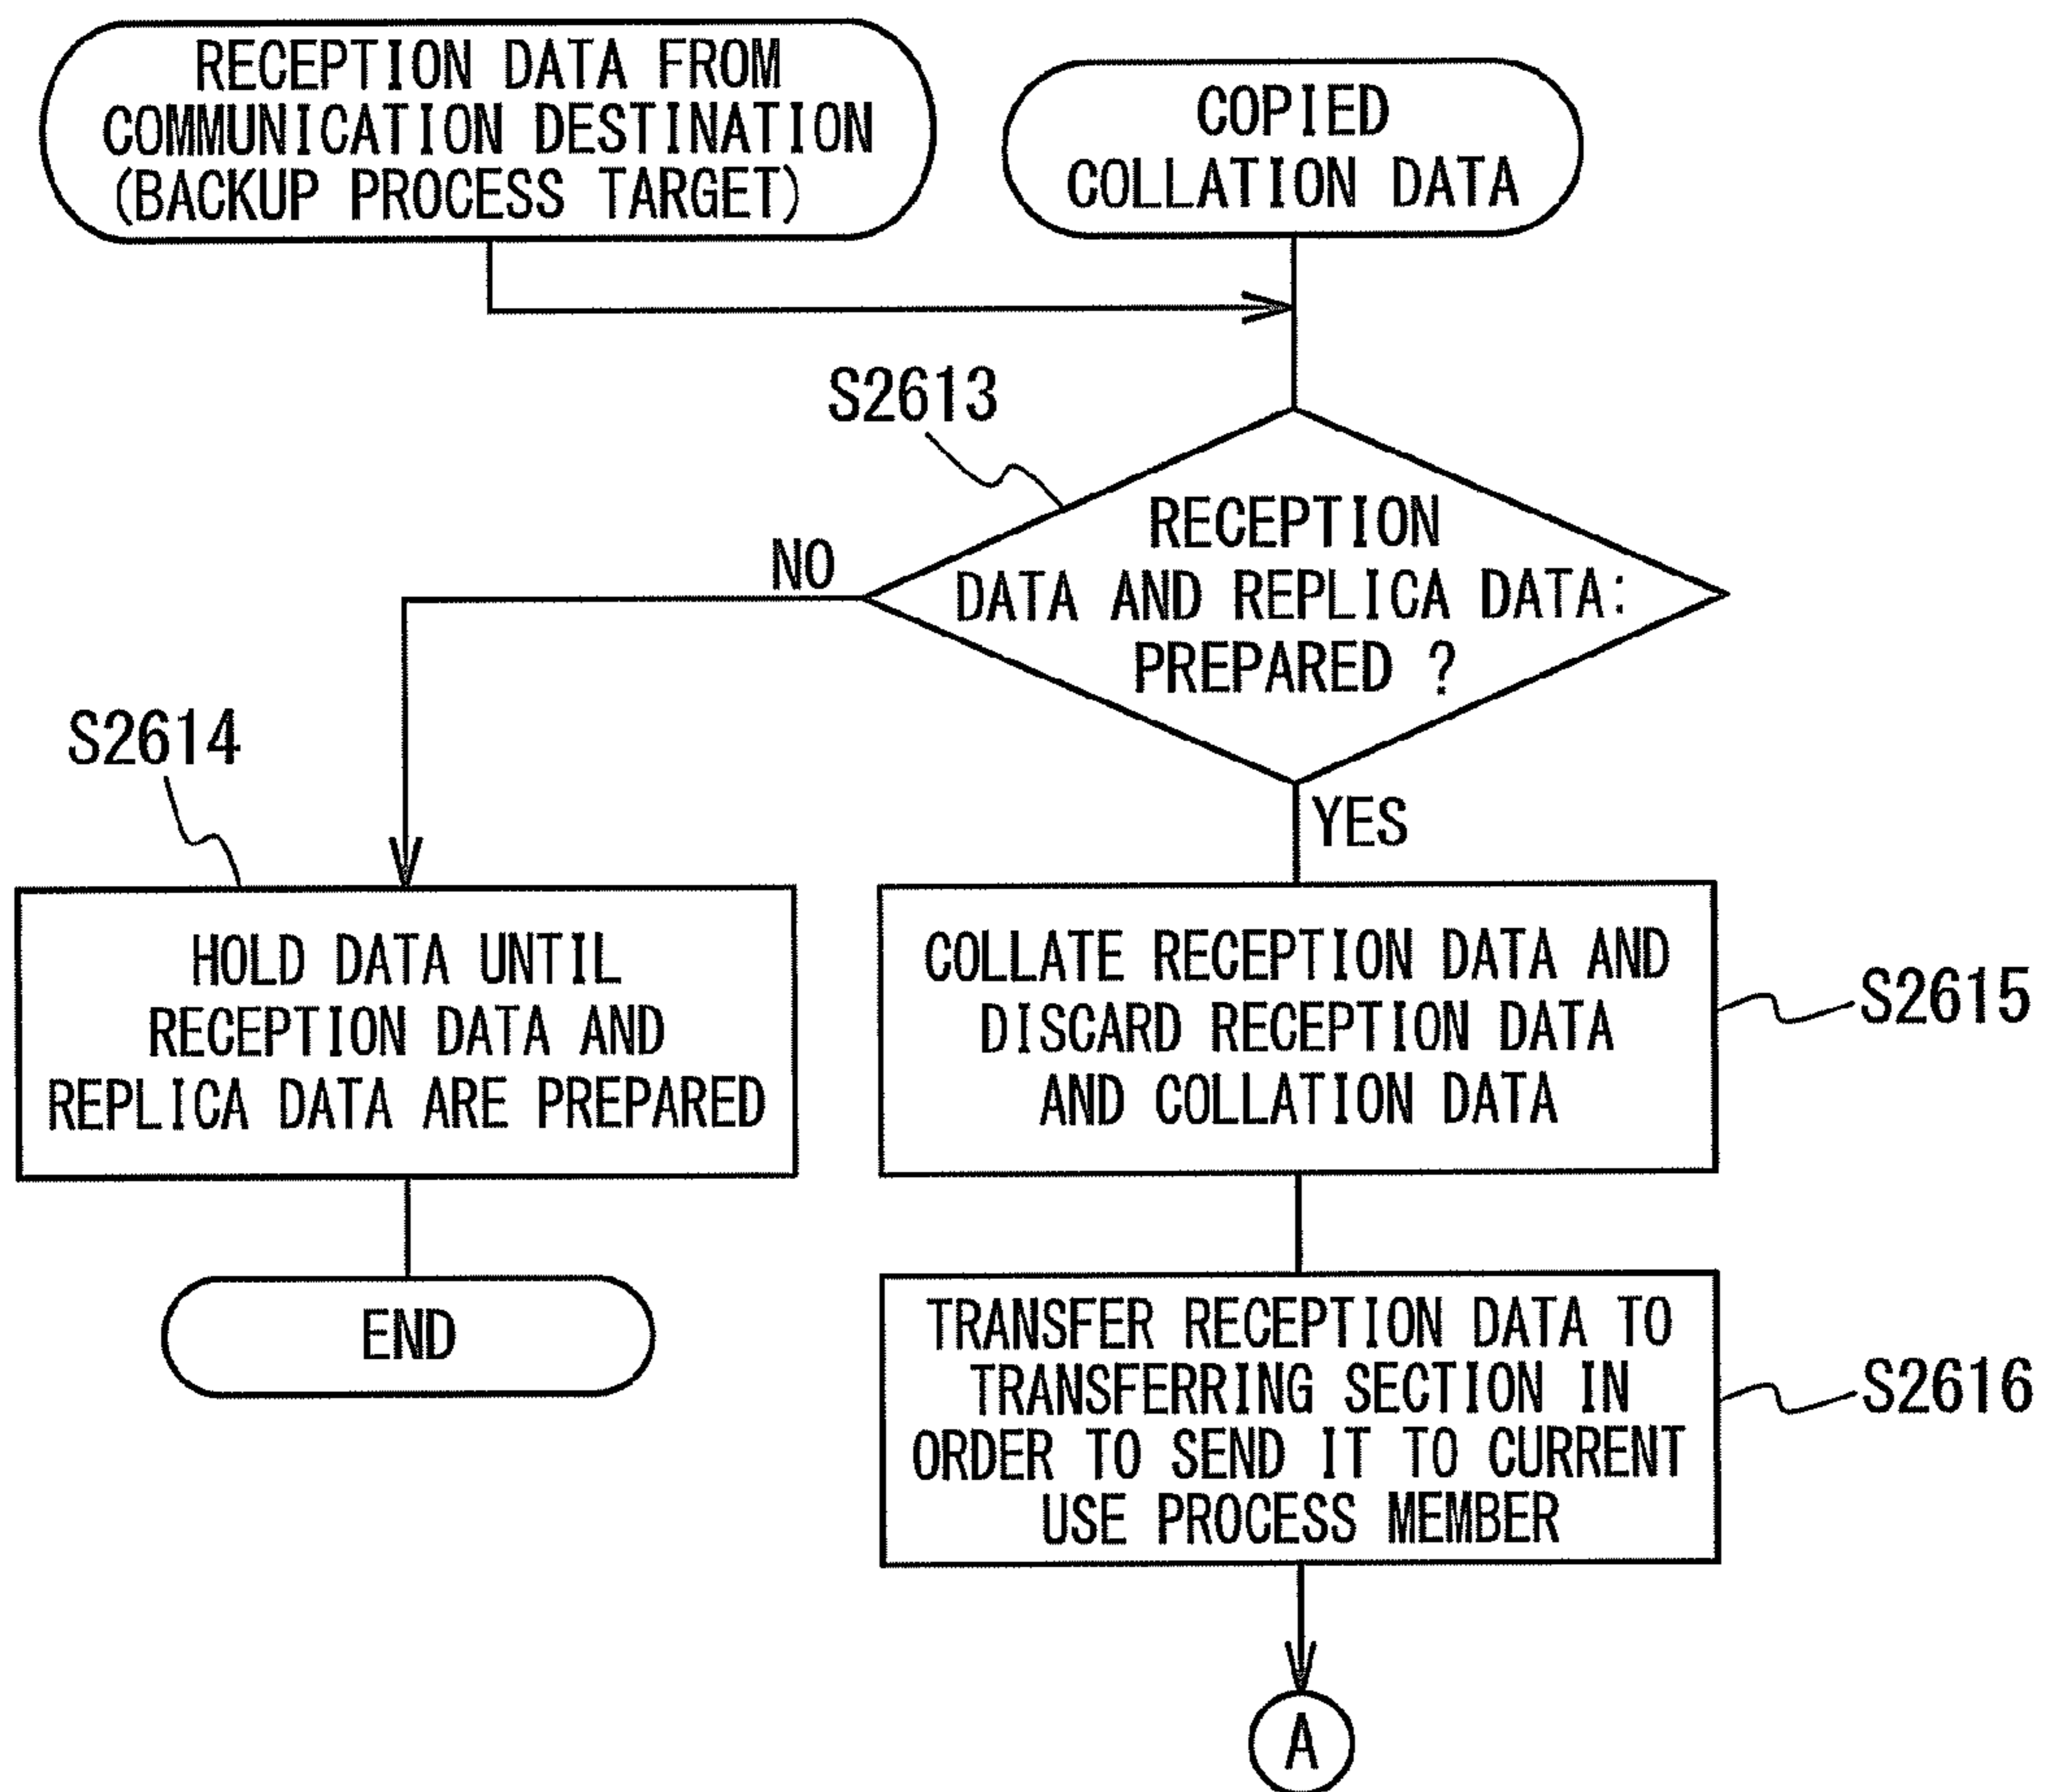 RECEPTION DATA FROM
COMMUNICATION DESTINATION
(BACKUP PROCESS TARGET)
COPIED
COLLATION DATA
S2613
RECEPTION
DATA AND REPLICA DATA:
PREPARED ?
NO
YES
S2614
HOLD DATA UNTIL
RECEPTION DATA AND
REPLICA DATA ARE PREPARED
END
COLLATE RECEPTION DATA AND
DISCARD RECEPTION DATA
AND COLLATION DATA
S2615
TRANSFER RECEPTION DATA TO
TRANSFERRING SECTION IN
ORDER TO SEND IT TO CURRENT
USE PROCESS MEMBER
S2616
A